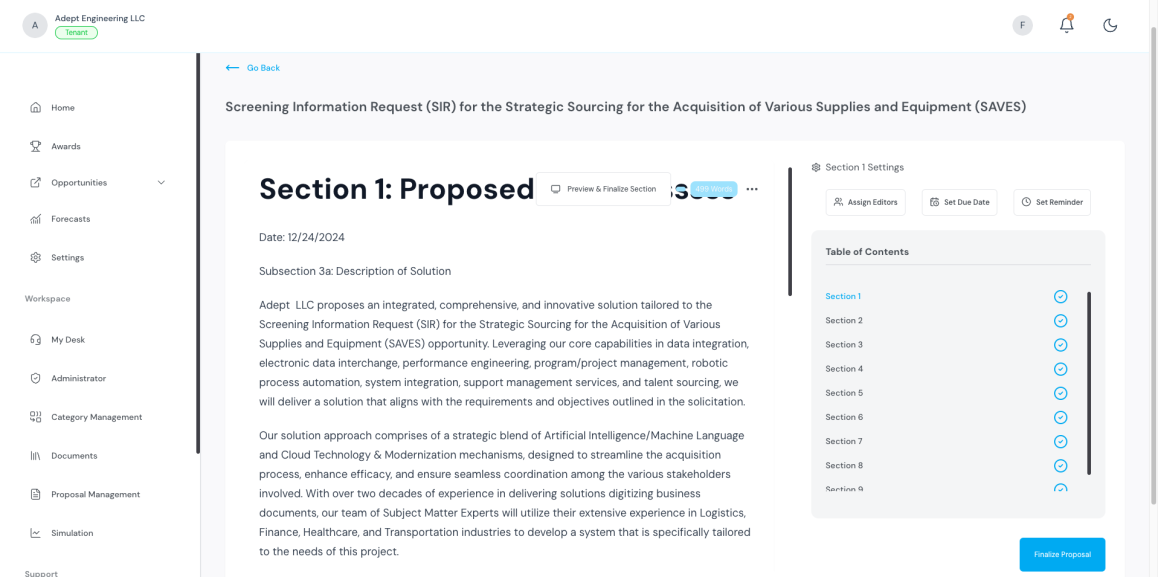 A
Adept Engineering LLC
Tenant
F
Go Back
Home
Awards
Opportunities
Forecasts
Settings
Workspace
My Desk
Administrator
Category Management
Documents
Proposal Management
Simulation
Support
Screening Information Request (SIR) for the Strategic Sourcing for the Acquisition of Various Supplies and Equipment (SAVES)
Section 1: Proposed
Preview & Finalize Section
499 Words
Date: 12/24/2024
Subsection 3a: Description of Solution
Adept LLC proposes an integrated, comprehensive, and innovative solution tailored to the
Screening Information Request (SIR) for the Strategic Sourcing for the Acquisition of Various
Supplies and Equipment (SAVES) opportunity. Leveraging our core capabilities in data integration,
electronic data interchange, performance engineering, program/project management, robotic
process automation, system integration, support management services, and talent sourcing, we
will deliver a solution that aligns with the requirements and objectives outlined in the solicitation.
Our solution approach comprises of a strategic blend of Artificial Intelligence/Machine Language
and Cloud Technology & Modernization mechanisms, designed to streamline the acquisition
process, enhance efficacy, and ensure seamless coordination among the various stakeholders
involved. With over two decades of experience in delivering solutions digitizing business
documents, our team of Subject Matter Experts will utilize their extensive experience in Logistics,
Finance, Healthcare, and Transportation industries to develop a system that is specifically tailored
to the needs of this project.
Section 1 Settings
Assign Editors
Set Due Date
Set Reminder
Table of Contents
Section 1
Section 2
Section 3
Section 4
Section 5
Section 6
Section 7
Section 8
Section 9
Finalize Proposal